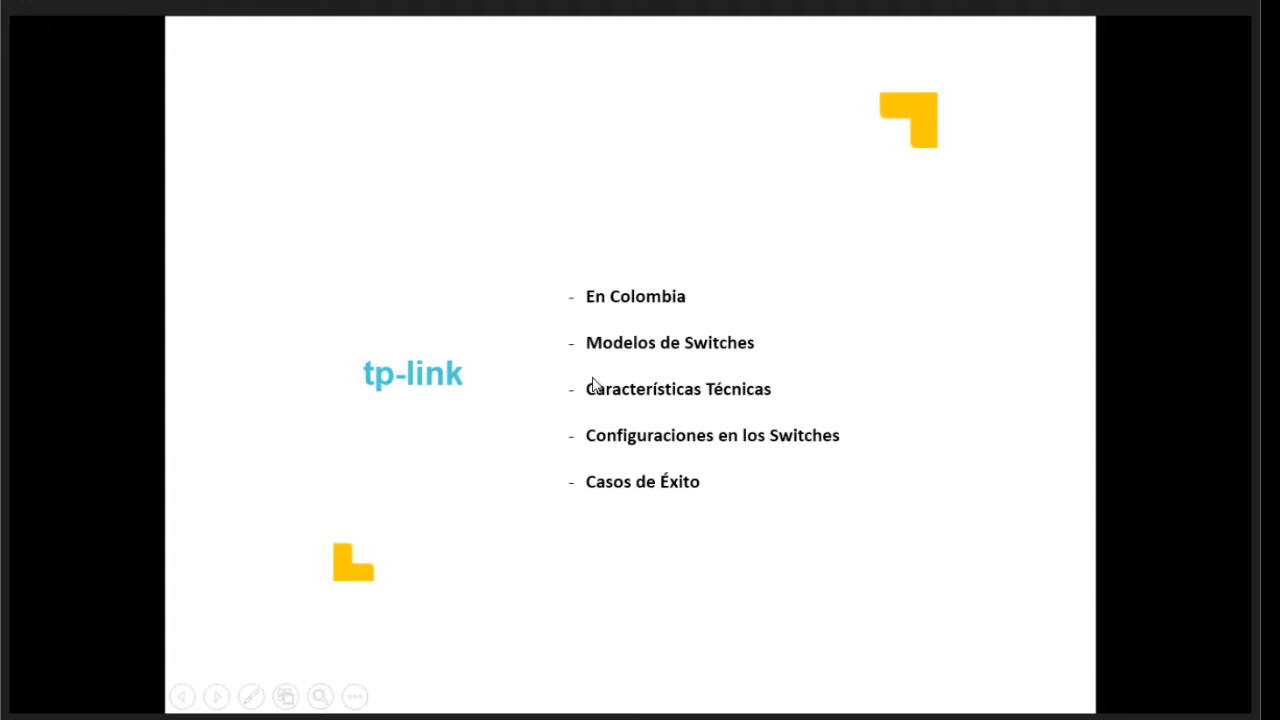 tp-link
- En Colombia
- Modelos de Switches
- Características Técnicas
- Configuraciones en los Switches
- Casos de Éxito